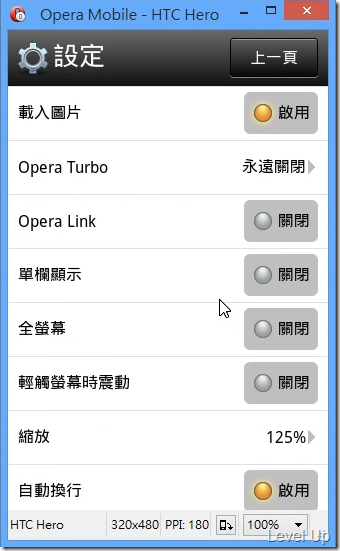 Opera Mobile - HTC Hero
設定 上一頁
載入圖片 啟用
Opera Turbo 永遠關閉
Opera Link 關閉
單欄顯示 關閉
全螢幕 關閉
輕觸螢幕時震動 關閉
縮放 125%
自動換行 啟用
HTC Hero 320x480 PPI: 180 100%
Level Up